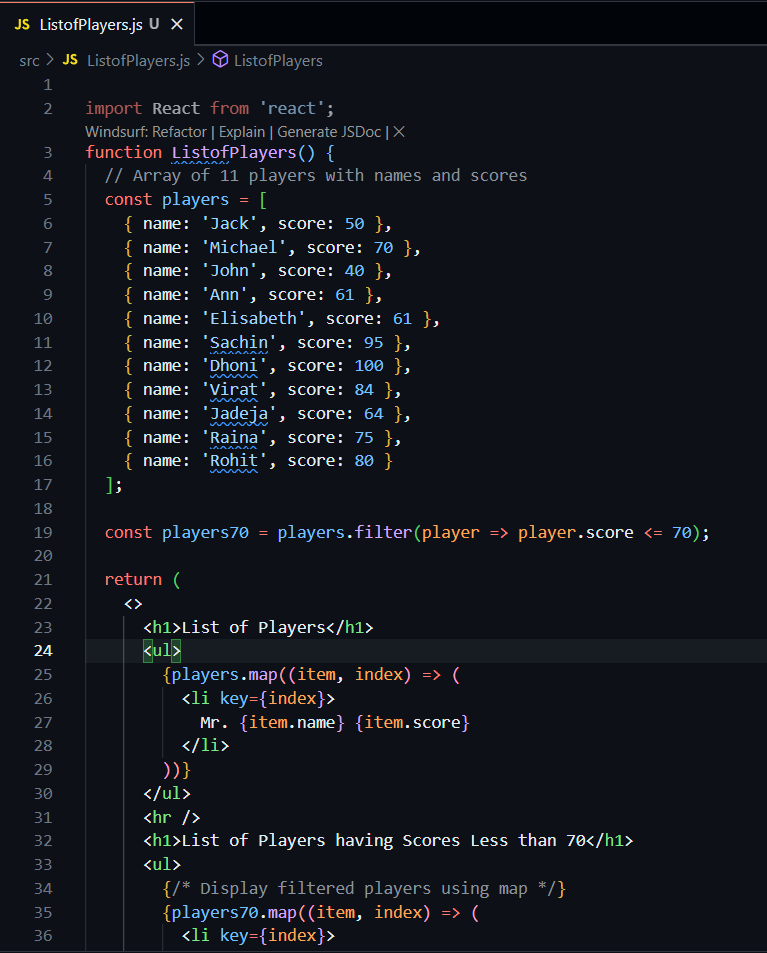 JS ListofPlayers.js U ×
src > JS ListofPlayers.js > ListofPlayers
1
2 import React from 'react';
Windsurf: Refactor | Explain | Generate JSDoc | ×
3 function ListofPlayers() {
4   // Array of 11 players with names and scores
5   const players = [
6     { name: 'Jack', score: 50 },
7     { name: 'Michael', score: 70 },
8     { name: 'John', score: 40 },
9     { name: 'Ann', score: 61 },
10     { name: 'Elisabeth', score: 61 },
11     { name: 'Sachin', score: 95 },
12     { name: 'Dhoni', score: 100 },
13     { name: 'Virat', score: 84 },
14     { name: 'Jadeja', score: 64 },
15     { name: 'Raina', score: 75 },
16     { name: 'Rohit', score: 80 }
17   ];
18
19   const players70 = players.filter(player => player.score <= 70);
20
21   return (
22     <>
23       <h1>List of Players</h1>
24       <ul>
25         {players.map((item, index) => (
26           <li key={index}>
27             Mr. {item.name} {item.score}
28           </li>
29         ))}
30       </ul>
31       <hr />
32       <h1>List of Players having Scores Less than 70</h1>
33       <ul>
34         {/* Display filtered players using map */}
35         {players70.map((item, index) => (
36           <li key={index}>